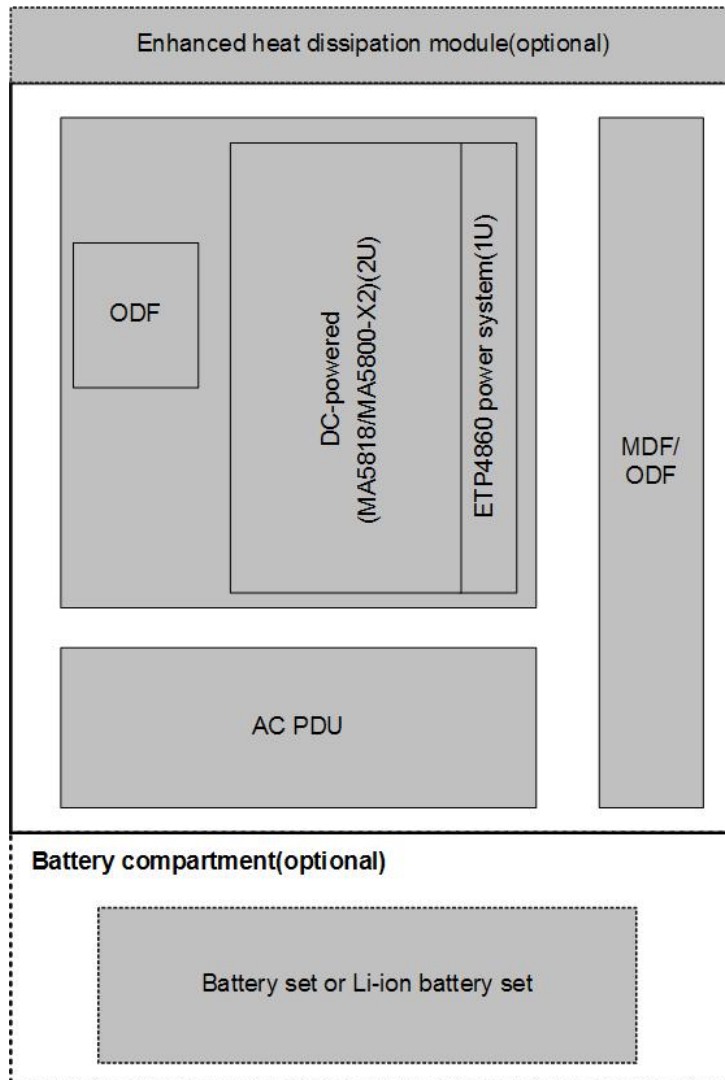 Enhanced heat dissipation module(optional)
ODF
DC-powered
(MA5818/MA5800-X2)(2U)
ETP4860 power system(1U)
MDF/
ODF
AC PDU
Battery compartment(optional)
Battery set or Li-ion battery set